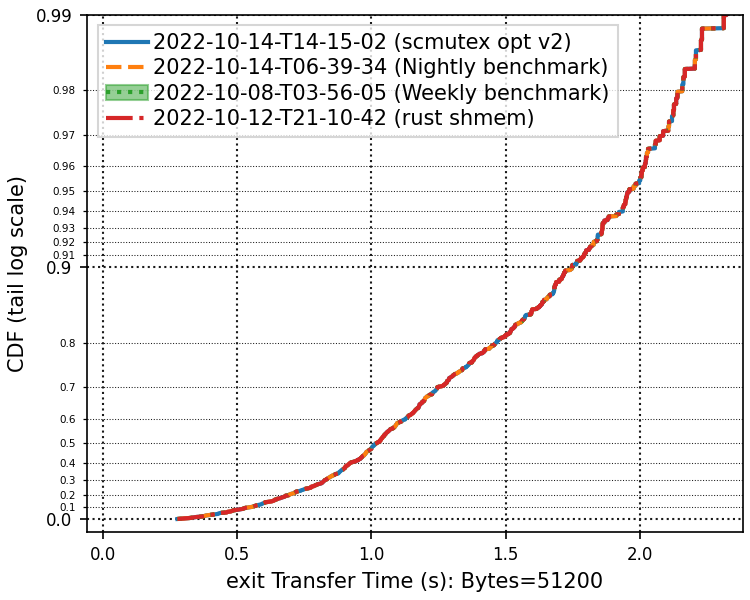 0.99
0.98
0.97
0.96
0.95
0.94
0.93
0.92
0.91
0.9
0.8
0.7
0.6
0.5
0.4
0.3
0.2
0.1
0.0
CDF (tail log scale)
2022-10-14-T14-15-02 (scmutex opt v2)
2022-10-14-T06-39-34 (Nightly benchmark)
2022-10-08-T03-56-05 (Weekly benchmark)
2022-10-12-T21-10-42 (rust shmem)
0.0 0.5 1.0 1.5 2.0
exit Transfer Time (s): Bytes=51200